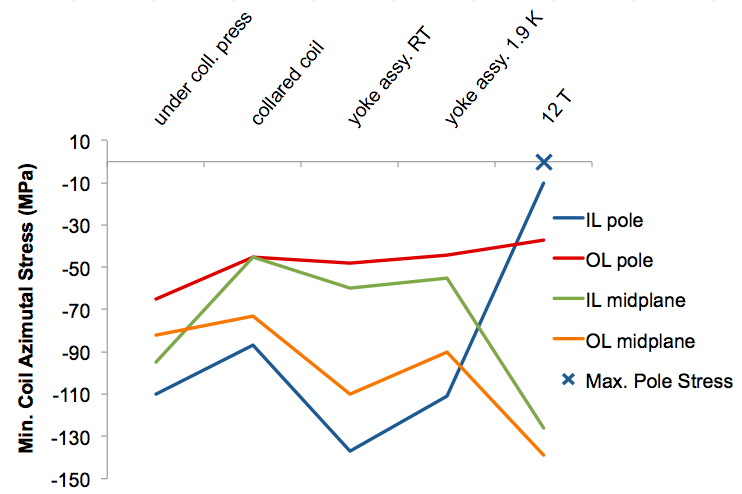 under coll. press
collared coil
yoke assy. RT
yoke assy. 1.9 K
12 T
Min. Coil Azimutal Stress (MPa)
10
-10
-30
-50
-70
-90
-110
-130
-150
IL pole
OL pole
IL midplane
OL midplane
Max. Pole Stress